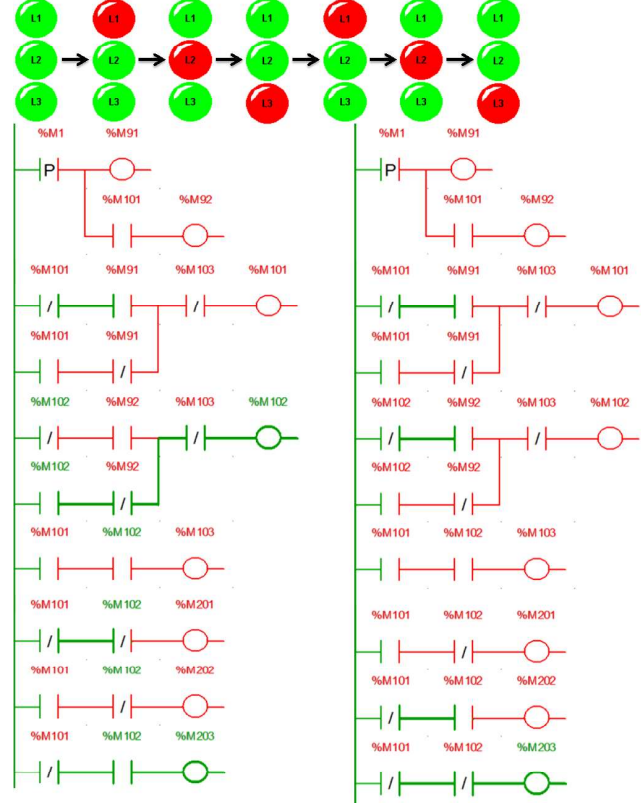 L1 L1 L1 L1 L1 L1 L1
L2 L2 L2 L2 L2 L2 L2
L3 L3 L3 L3 L3 L3 L3
%M1 %M91
P
%M101 %M92
%M101 %M91 %M103 %M101
/ /
%M101 %M91
/
%M102 %M92 %M103 %M102
/ /
%M102 %M92
/
%M101 %M102 %M103
%M101 %M102 %M201
/ /
%M101 %M102 %M202
/
%M101 %M102 %M203
/
%M1 %M91
P
%M101 %M92
%M101 %M91 %M103 %M101
/ /
%M101 %M91
/
%M102 %M92 %M103 %M102
/ /
%M102 %M92
/
%M101 %M102 %M103
%M101 %M102 %M201
/
%M101 %M102 %M202
/
%M101 %M102 %M203
/ /